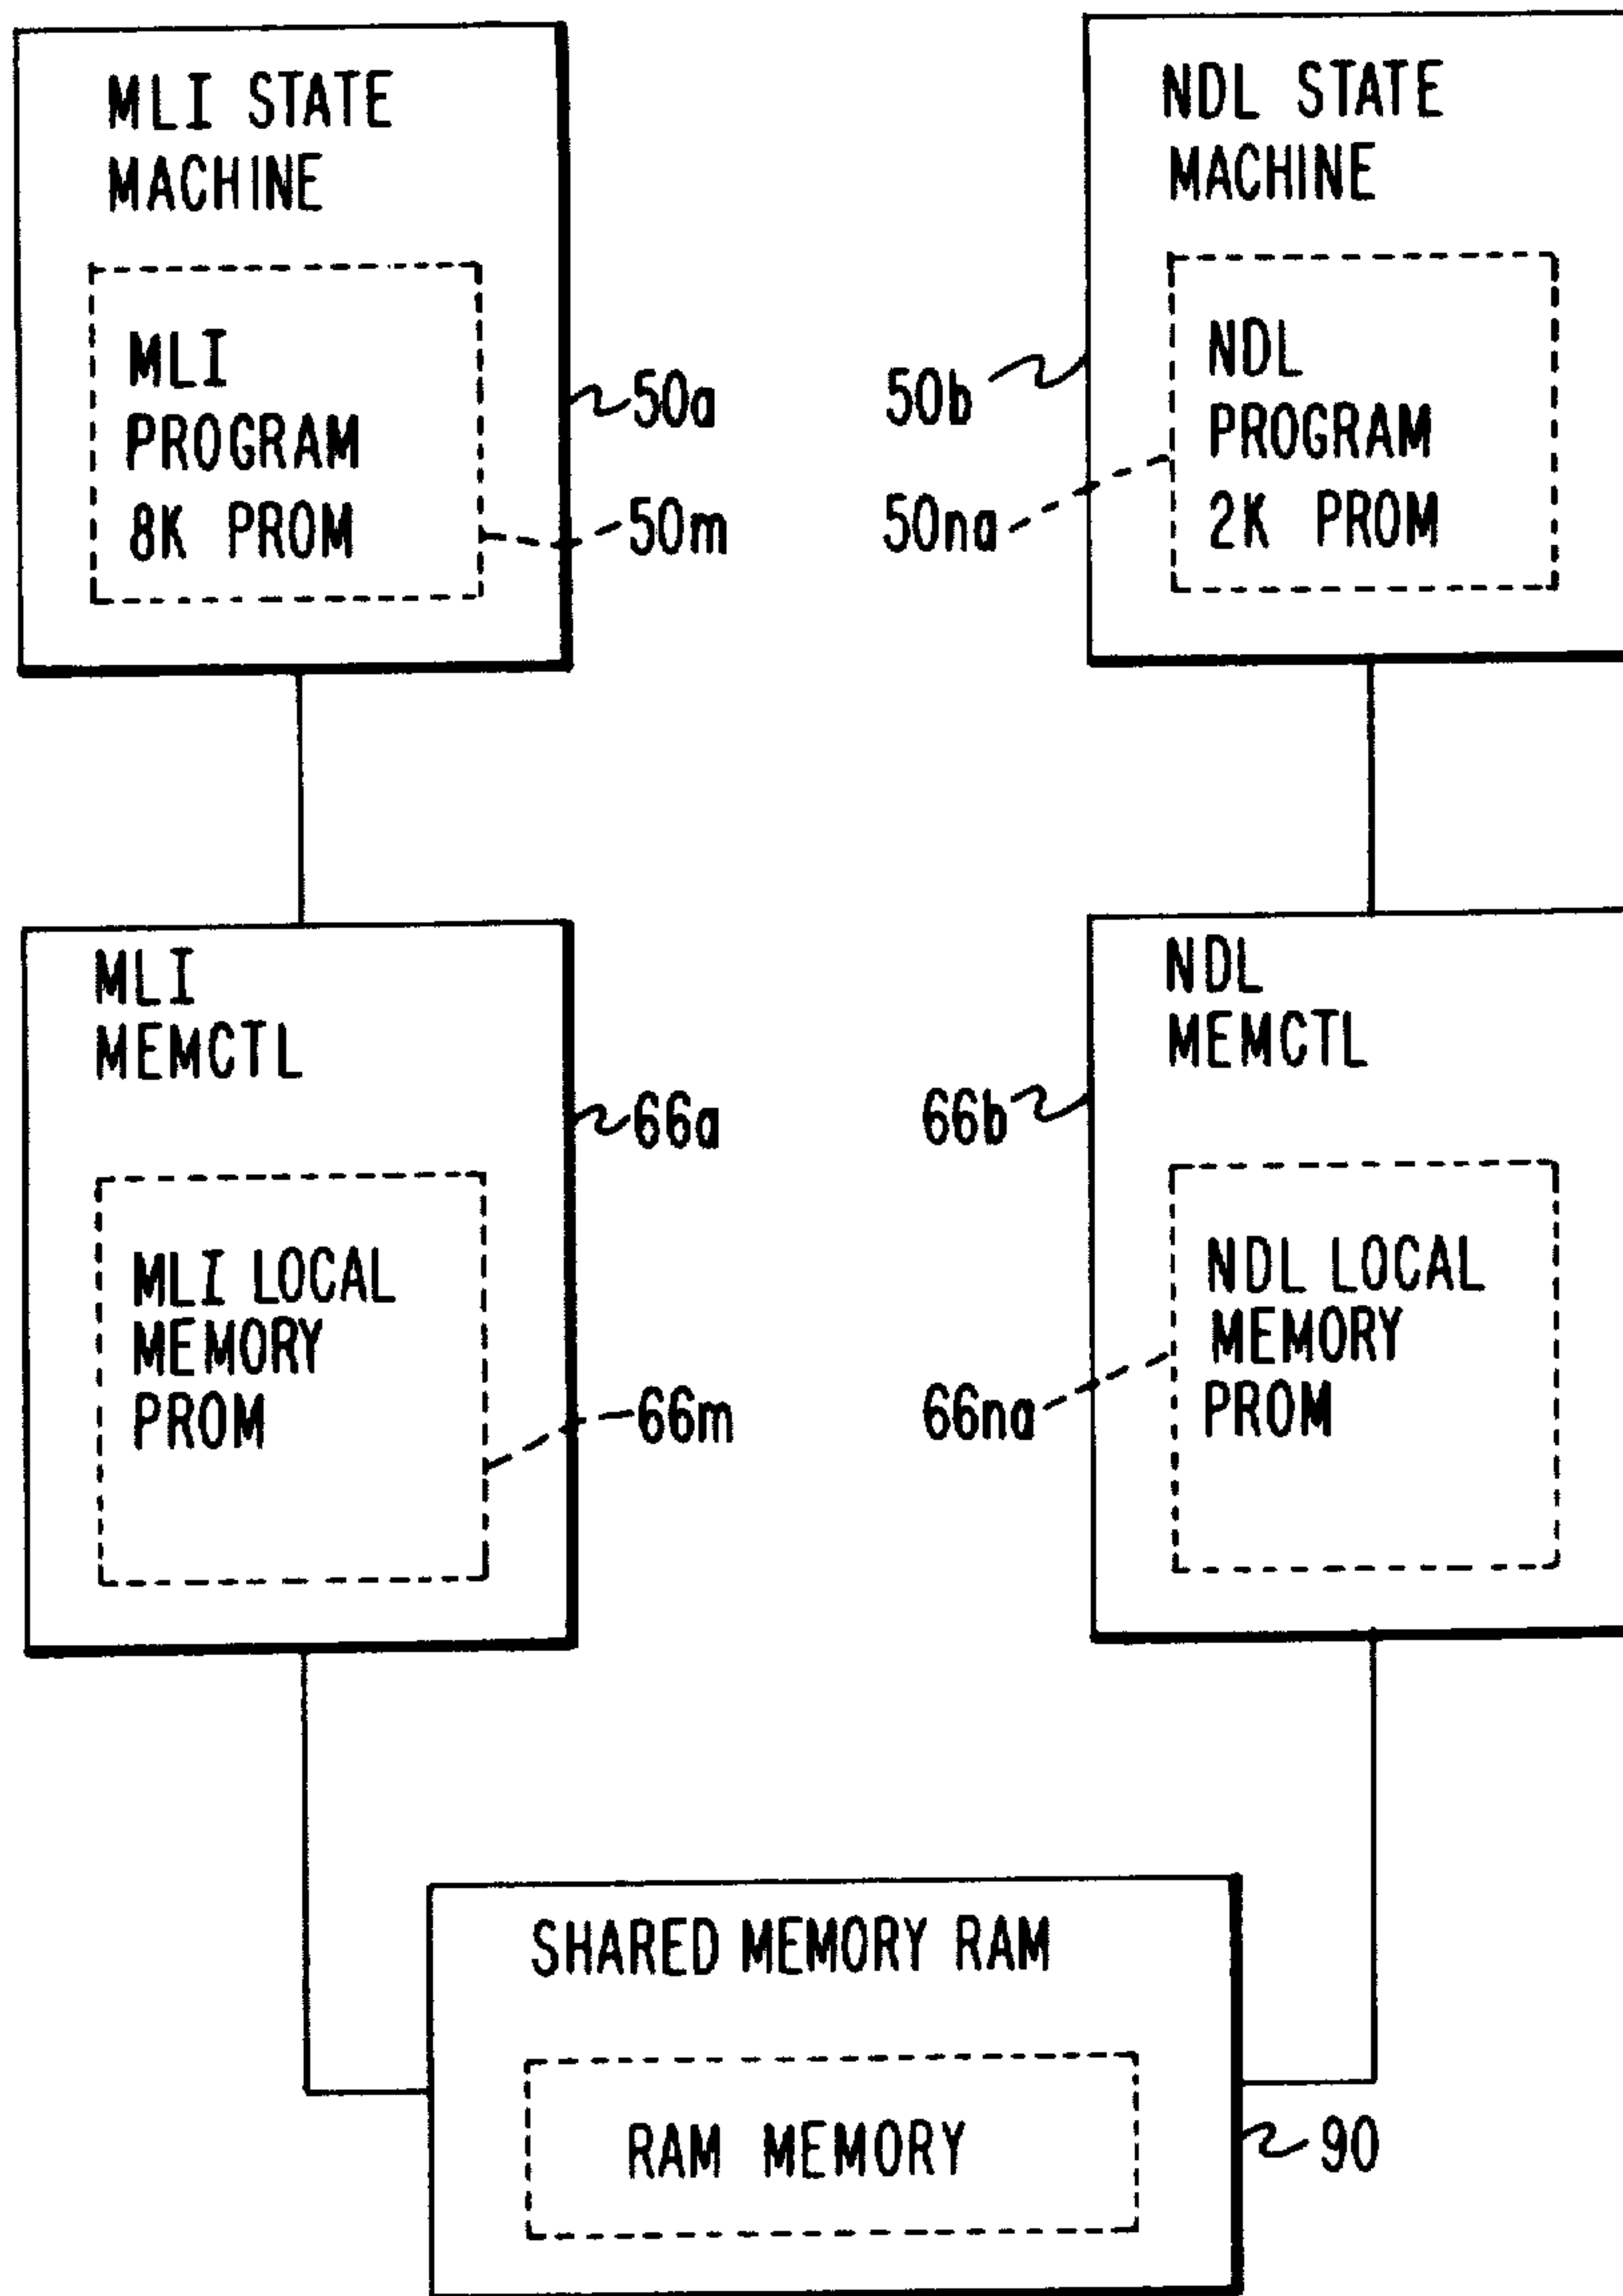 MLI STATE
MACHINE
MLI
PROGRAM
8K PROM
50a
50m
NDL STATE
MACHINE
NDL
PROGRAM
2K PROM
50b
50na
MLI
MEMCTL
MLI LOCAL
MEMORY
PROM
66a
66m
NDL
MEMCTL
NDL LOCAL
MEMORY
PROM
66b
66na
SHARED MEMORY RAM
RAM MEMORY
90